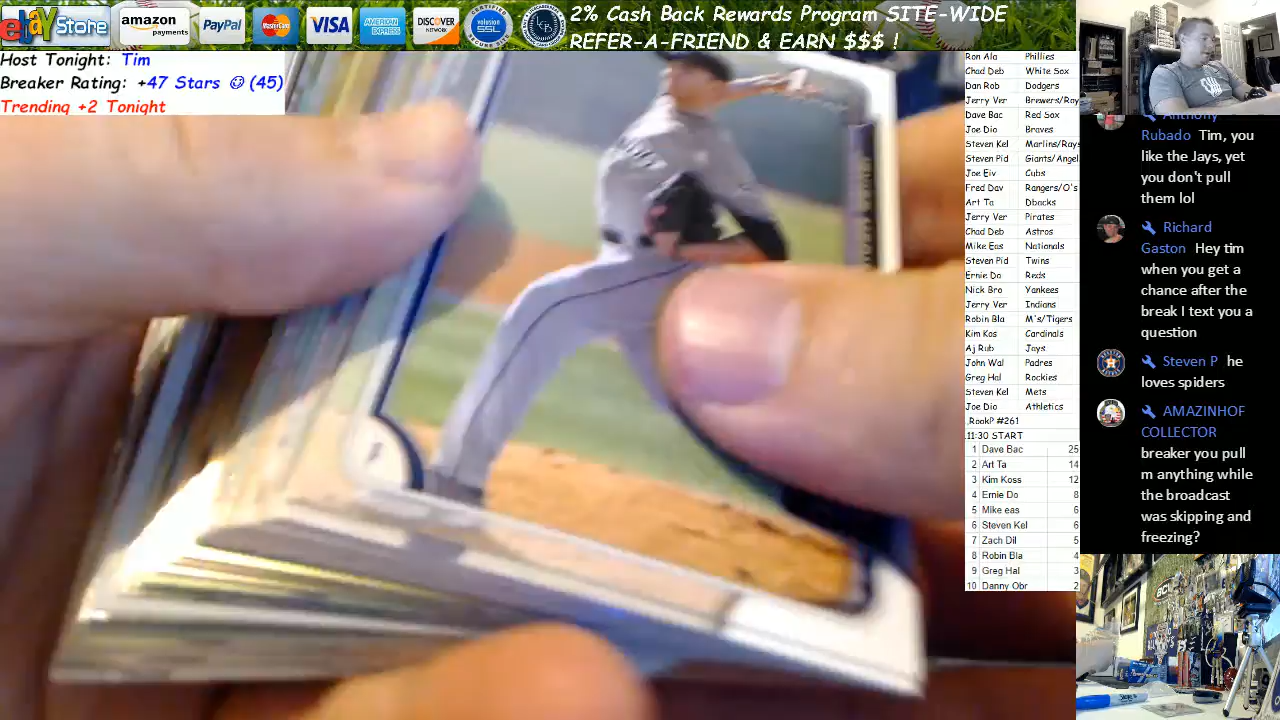 ebay Store
amazon payments
PayPal
MasterCard
VISA
AMERICAN EXPRESS
DISCOVER NETWORK
volusion SSL
2% Cash Back Rewards Program SITE-WIDE
REFER-A-FRIEND & EARN $$$ !
Host Tonight: Tim
Breaker Rating: +47 Stars ☺ (45)
Trending +2 Tonight
Ron Ala Phillies
Chad Deb White Sox
Dan Rob Dodgers
Jerry Ver Brewers/Ray
Dave Bac Red Sox
Joe Dio Braves
Steven Kel Marlins/Rays
Steven Pid Giants/Angel
Joe Eiv Cubs
Fred Dav Rangers/O's
Art Ta Dbacks
Jerry Ver Pirates
Chad Deb Astros
Mike Eas Nationals
Steven Pid Twins
Ernie Do Reds
Nick Bro Yankees
Jerry Ver Indians
Robin Bla M's/Tigers
Kim Kos Cardinals
Aj Rub Jays
John Wal Padres
Greg Hal Rockies
Steven Kel Mets
Joe Dio Athletics
RookP #261
11:30 START
1 Dave Bac 25
2 Art Ta 14
3 Kim Koss 12
4 Ernie Do 8
5 Mike eas 6
6 Steven Kel 6
7 Zach Dil 5
8 Robin Bla 4
9 Greg Hal 3
10 Danny Obr 2
Anthony
Rubado Tim, you
like the Jays, yet
you don't pull
them lol
Richard
Gaston Hey tim
when you get a
chance after the
break I text you a
question
Steven P he
loves spiders
AMAZINHOF
COLLECTOR
breaker you pull
m anything while
the broadcast
was skipping and
freezing?